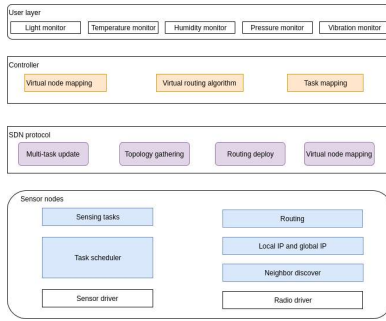 User layer
Light monitor
Temperature monitor
Humidity monitor
Pressure monitor
Vibration monitor
Controller
Virtual node mapping
Virtual routing algorithm
Task mapping
SDN protocol
Multi-task update
Topology gathering
Routing deploy
Virtual node mapping
Sensor nodes
Sensing tasks
Routing
Task scheduler
Local IP and global IP
Neighbor discover
Sensor driver
Radio driver